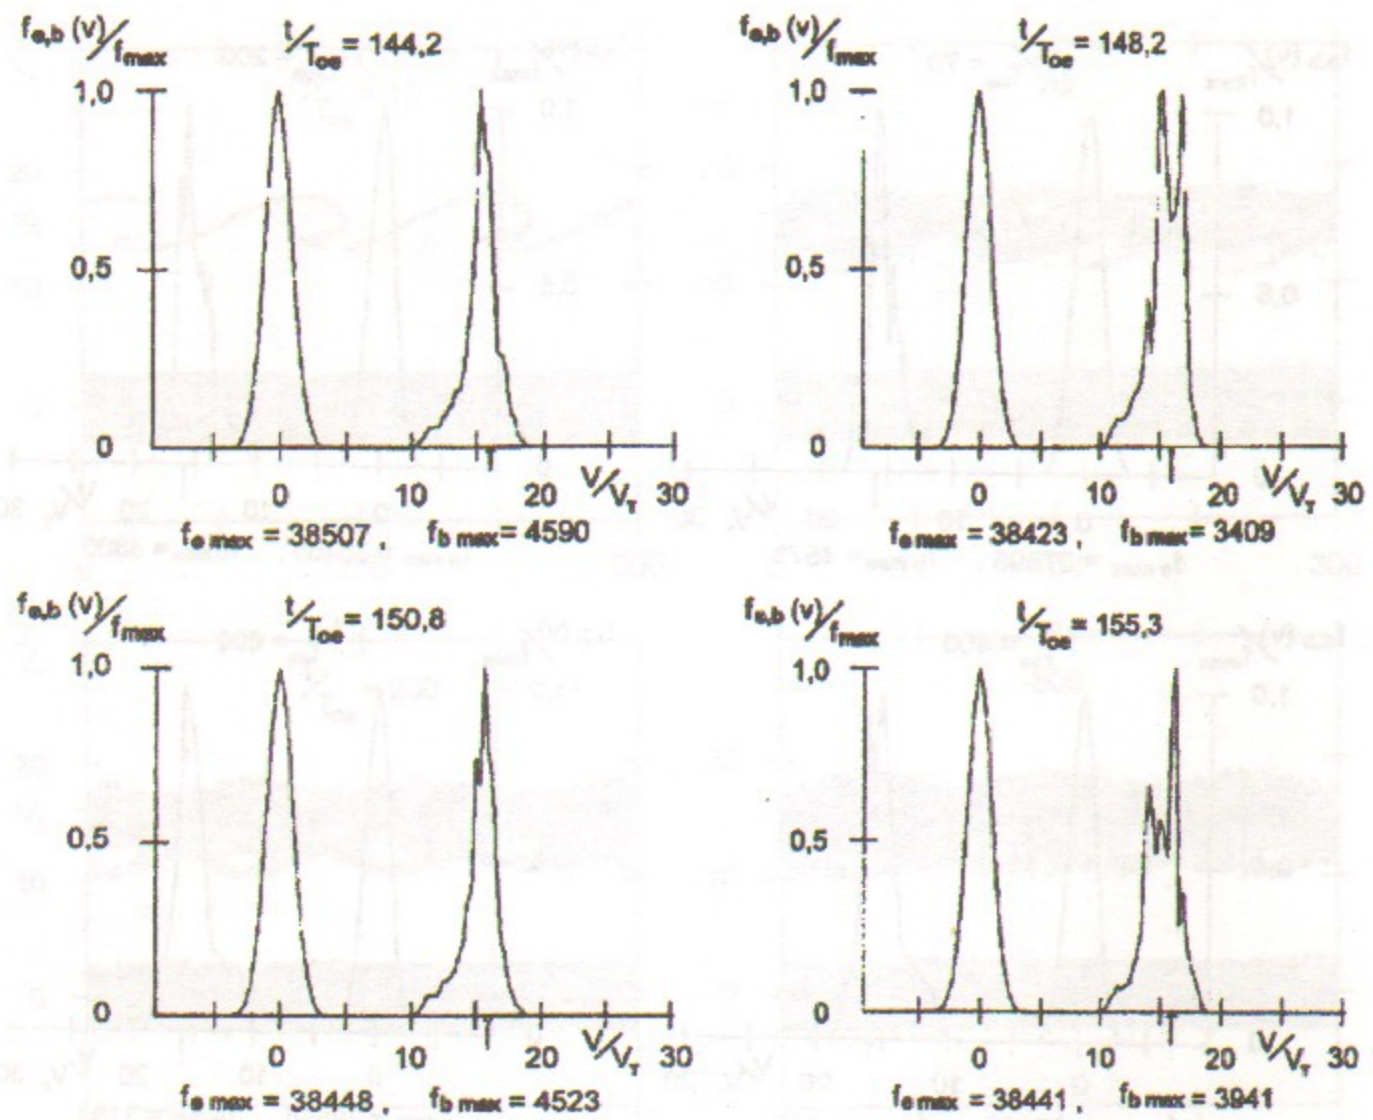 fe,b (v)/fmax t/Toe = 144,2
1,0
0,5
0
0 10 20 V/VT 30
fe max = 38507 , fb max = 4590
fe,b (v)/fmax t/Toe = 148,2
1,0
0,5
0
0 10 20 V/VT 30
fe max = 38423 , fb max = 3409
fe,b (v)/fmax t/Toe = 150,8
1,0
0,5
0
0 10 20 V/VT 30
fe max = 38448 , fb max = 4523
fe,b (v)/fmax t/Toe = 155,3
1,0
0,5
0
0 10 20 V/VT 30
fe max = 38441 , fb max = 3941